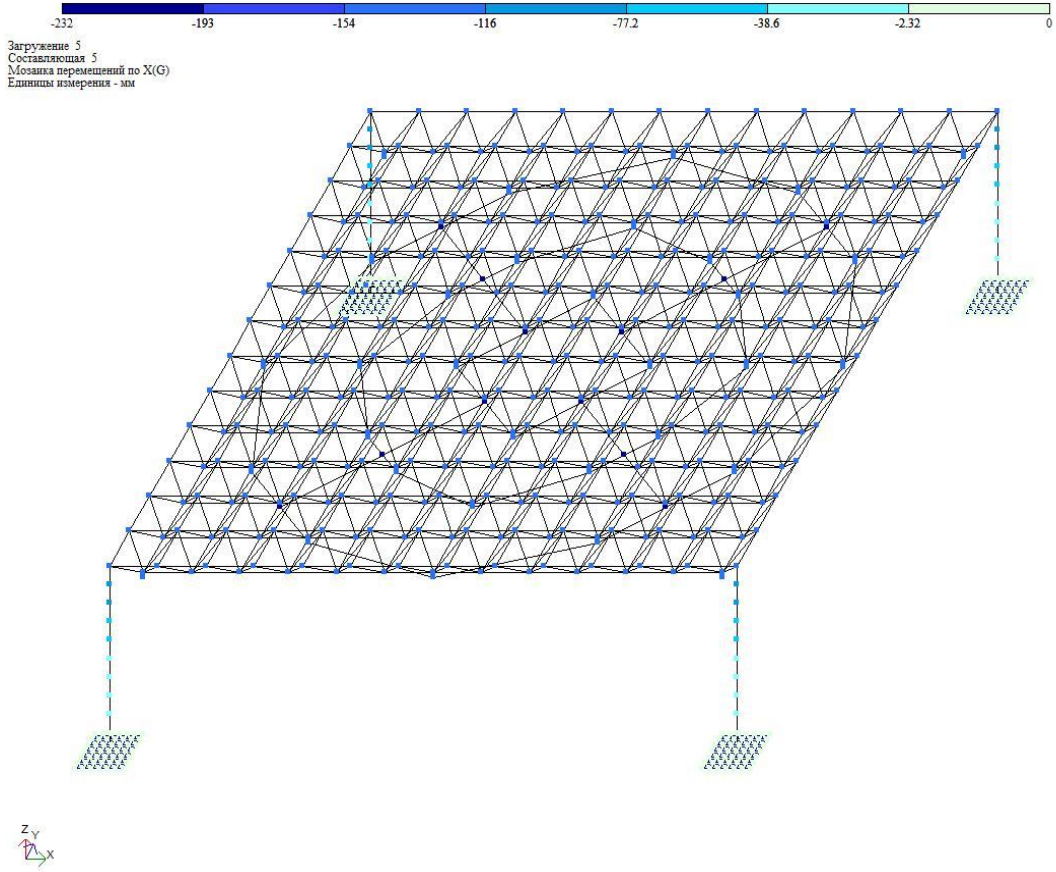 -232 -193 -154 -116 -77.2 -38.6 -2.32 0
Загружение 5
Составляющая 5
Мозаика перемещений по X(G)
Единицы измерения - мм
Z
Y
X